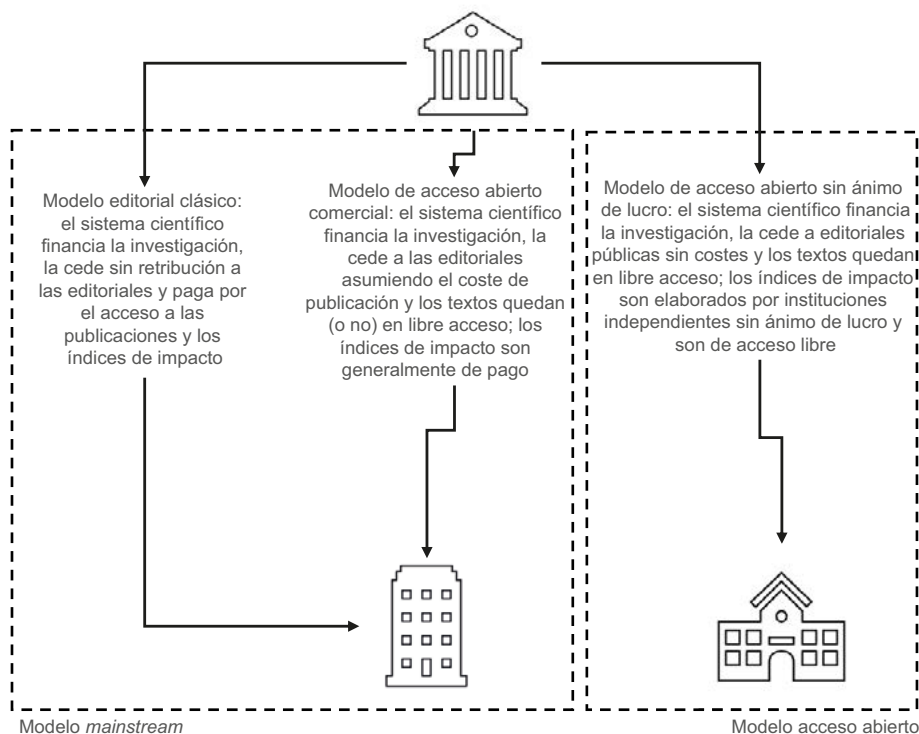 Modelo editorial clásico:
el sistema científico
financia la investigación,
la cede sin retribución a
las editoriales y paga por
el acceso a las
publicaciones y los
índices de impacto
Modelo de acceso abierto
comercial: el sistema científico
financia la investigación, la
cede a las editoriales
asumiendo el coste de
publicación y los textos quedan
(o no) en libre acceso; los
índices de impacto son
generalmente de pago
Modelo de acceso abierto sin ánimo
de lucro: el sistema científico financia
la investigación, la cede a editoriales
públicas sin costes y los textos quedan
en libre acceso; los índices de impacto
son elaborados por instituciones
independientes sin ánimo de lucro y
son de acceso libre
Modelo mainstream
Modelo acceso abierto